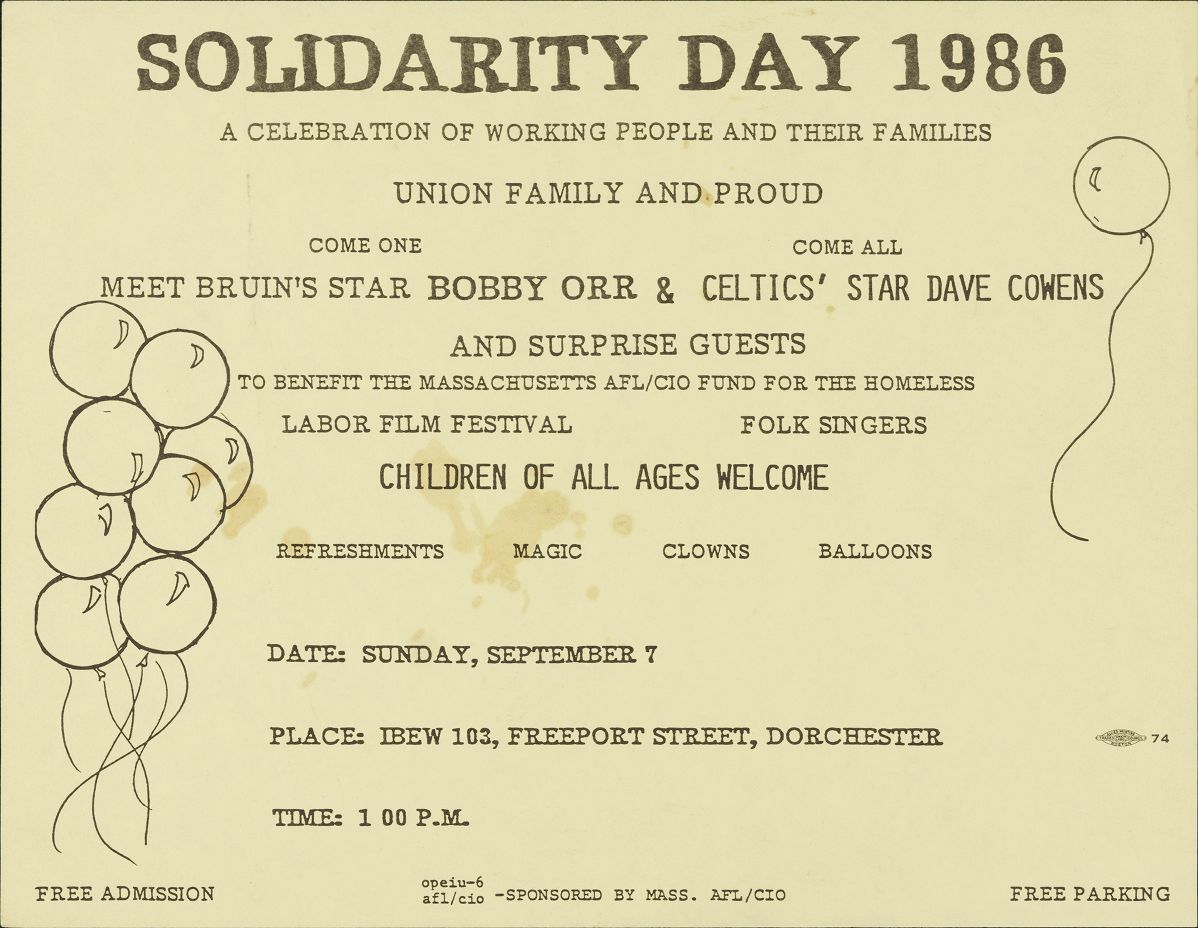 SOLIDARITY DAY 1986
A CELEBRATION OF WORKING PEOPLE AND THEIR FAMILIES
UNION FAMILY AND PROUD
COME ONE COME ALL
MEET BRUIN'S STAR BOBBY ORR & CELTICS' STAR DAVE COWENS
AND SURPRISE GUESTS
TO BENEFIT THE MASSACHUSETTS AFL/CIO FUND FOR THE HOMELESS
LABOR FILM FESTIVAL FOLK SINGERS
CHILDREN OF ALL AGES WELCOME
REFRESHMENTS MAGIC CLOWNS BALLOONS
DATE: SUNDAY, SEPTEMBER 7
PLACE: IBEW 103, FREEPORT STREET, DORCHESTER
74
TIME: 1 00 P.M.
FREE ADMISSION
opeiu-6
afl/cio -SPONSORED BY MASS. AFL/CIO
FREE PARKING